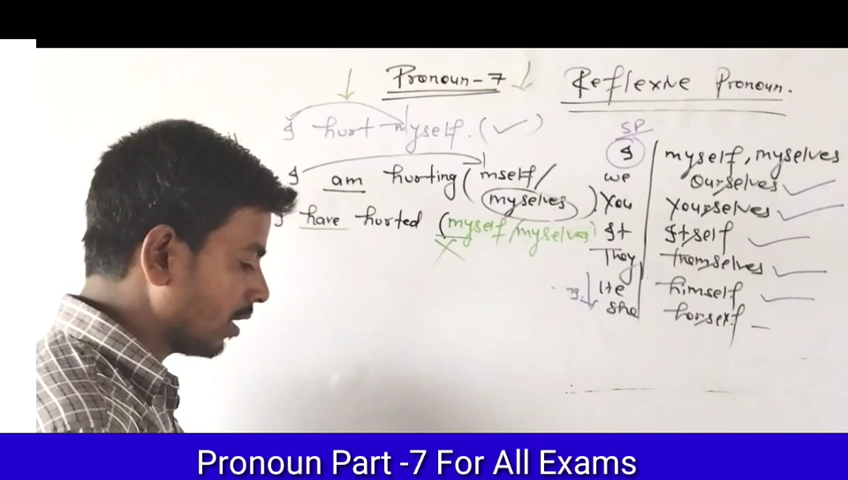 Pronoun-7
Reflexive Pronoun.
I hurt myself. (✓)
SP
I am hurting (mself/
myselves).
I have hurted (myself/myselves)
X
I myself, myselves
we ourselves ✓
You yourselves ✓
It Itself ✓
They themselves ✓
He himself ✓
she
Pronoun Part -7 For All Exams